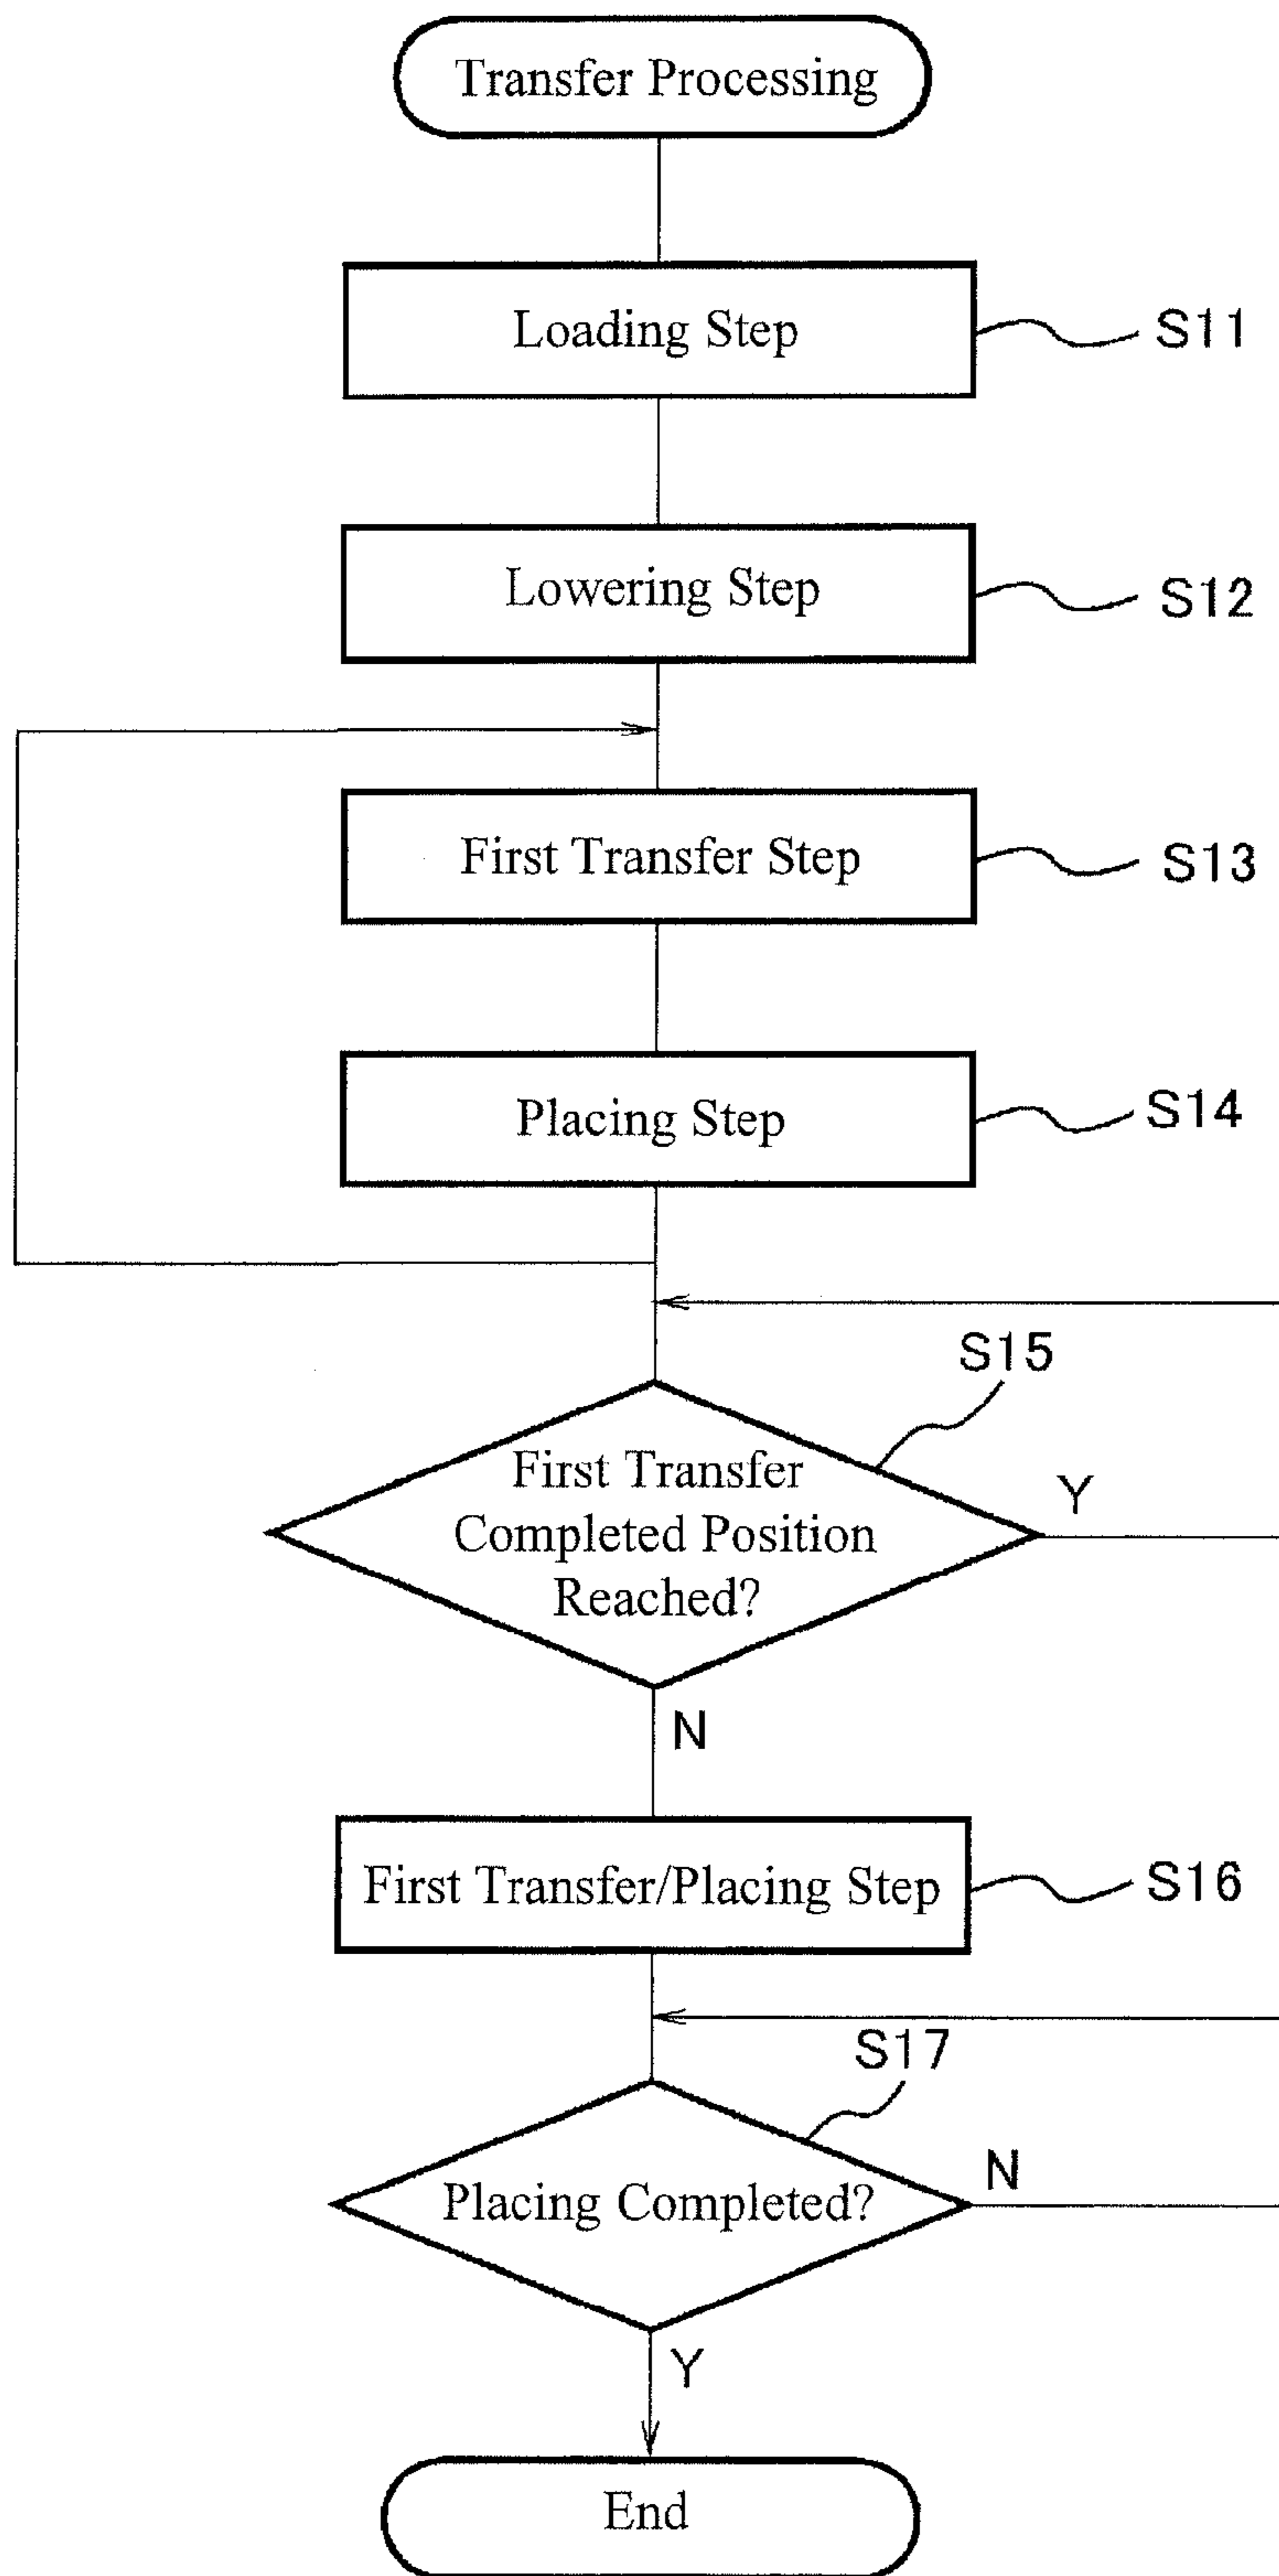 Transfer Processing
Loading Step
S11
Lowering Step
S12
First Transfer Step
S13
Placing Step
S14
S15
First Transfer
Completed Position
Reached?
Y
N
First Transfer/Placing Step
S16
S17
Placing Completed?
N
Y
End